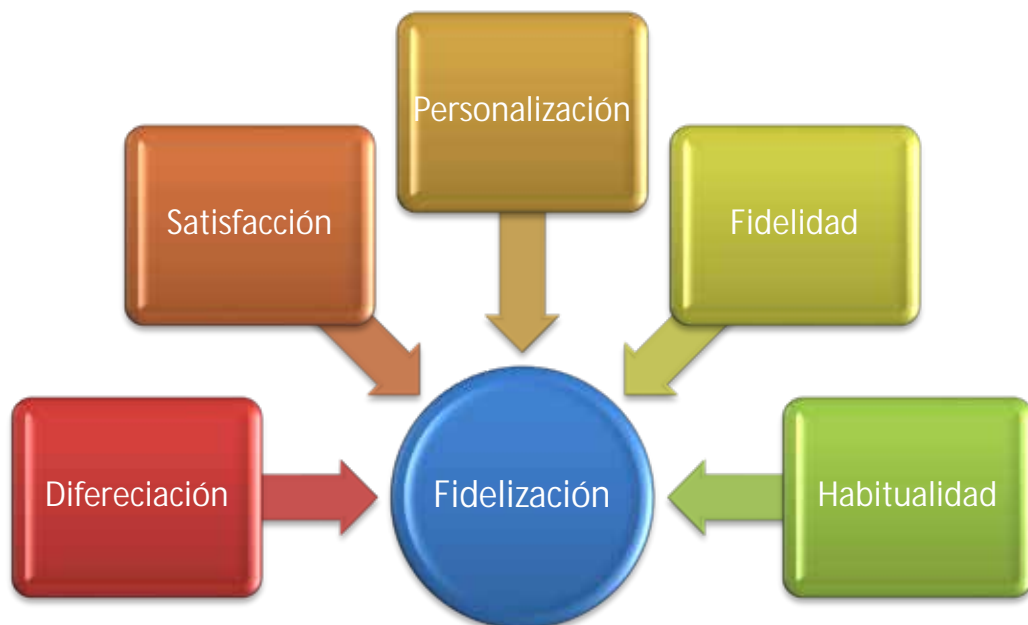 Personalización
Satisfacción
Fidelidad
Difereciación
Fidelización
Habitualidad